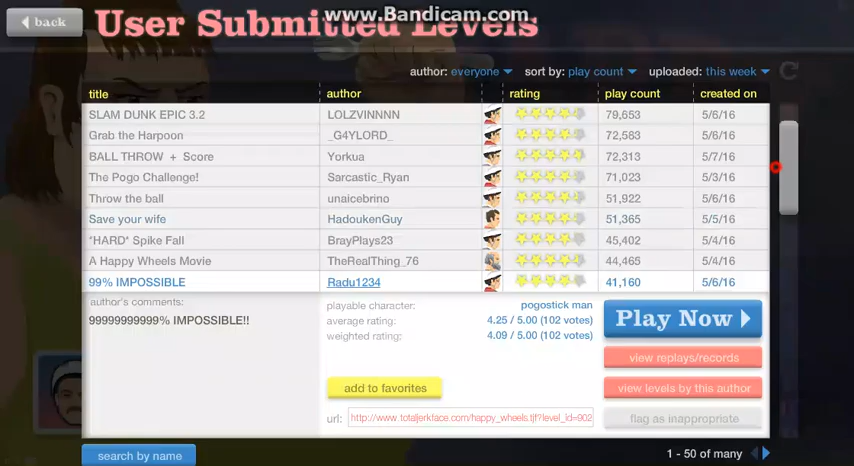 back
User Submitted Levels
www.Bandicam.com
author: everyone sort by: play count uploaded: this week
title author rating play count created on
SLAM DUNK EPIC 3.2 LOLZVINNNN 79,653 5/6/16
Grab the Harpoon _G4YLORD_ 72,583 5/6/16
BALL THROW + Score Yorkua 72,313 5/7/16
The Pogo Challenge! Sarcastic_Ryan 71,023 5/3/16
Throw the ball unaicebrino 51,922 5/6/16
Save your wife HadoukenGuy 51,365 5/5/16
*HARD* Spike Fall BrayPlays23 45,402 5/4/16
A Happy Wheels Movie TheRealThing_76 44,465 5/4/16
99% IMPOSSIBLE Radu1234 41,160 5/6/16
author's comments:
99999999999% IMPOSSIBLE!!
playable character: pogostick man
average rating: 4.25 / 5.00 (102 votes)
weighted rating: 4.09 / 5.00 (102 votes)
Play Now
view replays/records
add to favorites
view levels by this author
url: http://www.totaljerkface.com/happy_wheels.tjf?level_id=902
flag as inappropriate
search by name
1 - 50 of many